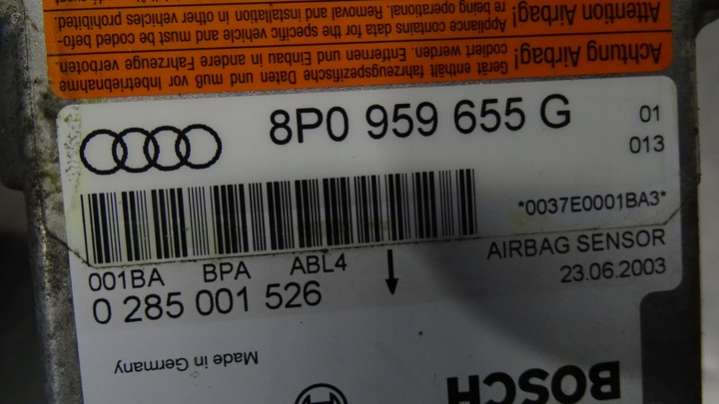 Achtung Airbag!
Gerät enthält fahrzeugspezifische Daten und muß vor Inbetriebnahme
codiert werden. Entfernen und Einbau in andere Fahrzeuge verboten.
Attention Airbag!
Appliance contains data for the specific vehicle and must be coded befo-
re being operational. Removal and installation in other vehicles prohibited.
8P0 959 655 G
01
013
*0037E0001BA3*
001BA BPA ABL4
AIRBAG SENSOR
0 285 001 526
23.06.2003
Made in Germany
BOSCH